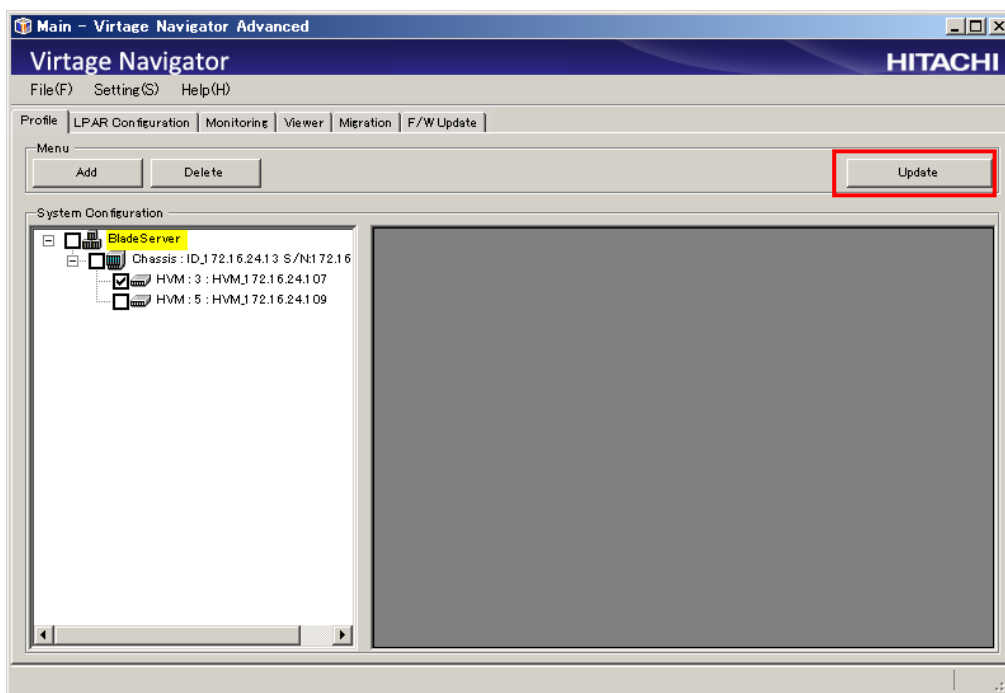 Main - Virtage Navigator Advanced
Virtage Navigator HITACHI
File(F) Setting(S) Help(H)
Profile LPAR Configuration Monitoring Viewer Migration F/W Update
Menu
Add Delete Update
System Configuration
BladeServer
Chassis : ID_172.16.24.13 S/N:172.16
HVM : 3 : HVM_172.16.24.107
HVM : 5 : HVM_172.16.24.109